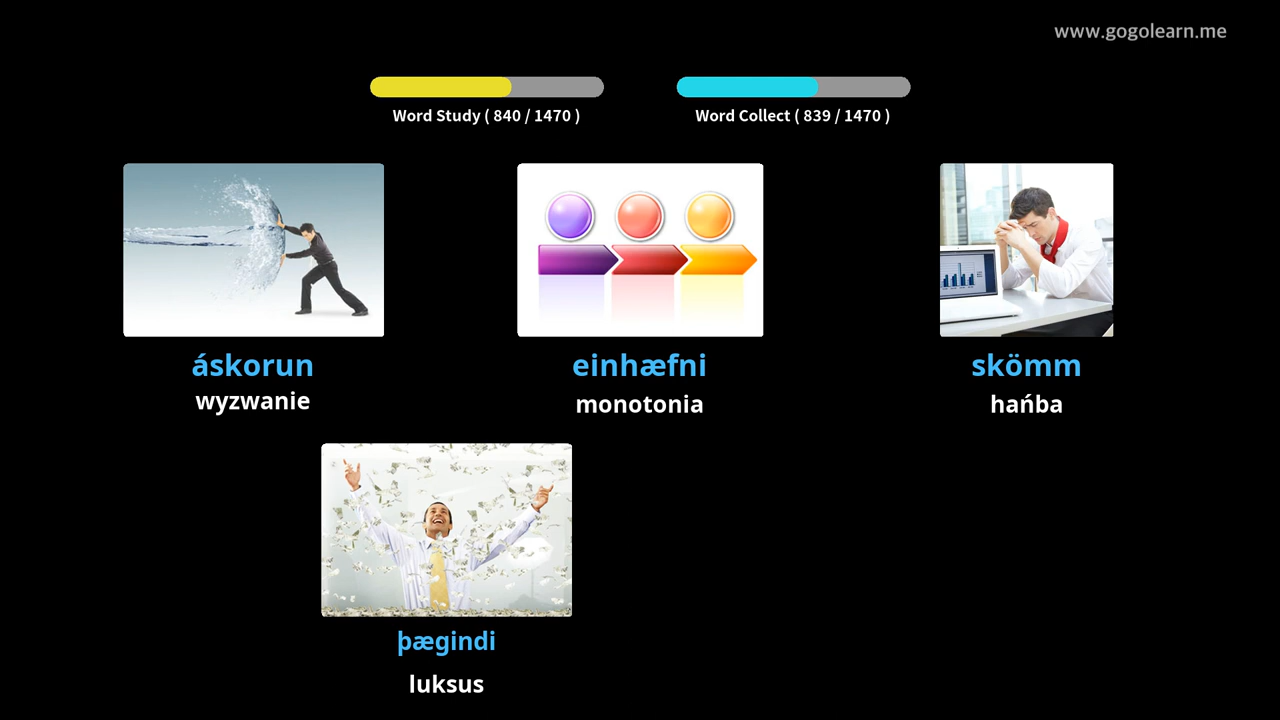 www.gogolearn.me
Word Study ( 840 / 1470 )
Word Collect ( 839 / 1470 )
áskorun
wyzwanie
einhæfni
monotonia
skömm
hańba
þægindi
luksus